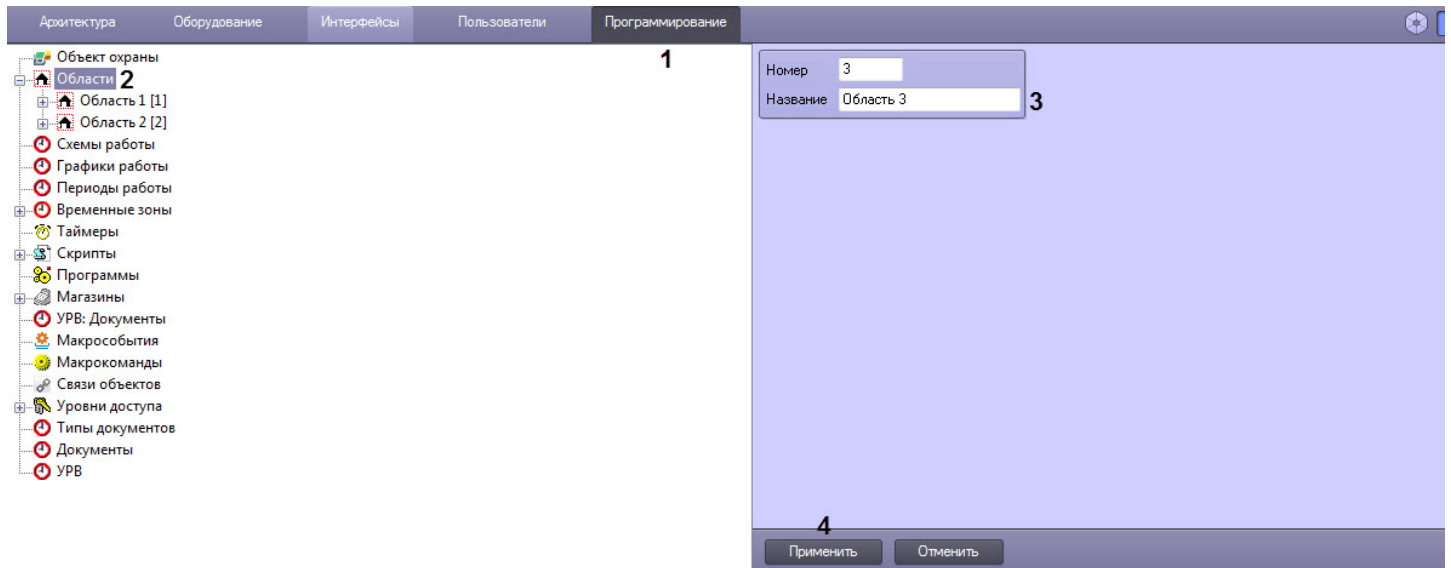 Архитектура Оборудование Интерфейсы Пользователи Программирование
1
Объект охраны
Области 2
Область 1 [1]
Область 2 [2]
Схемы работы
Графики работы
Периоды работы
Временные зоны
Таймеры
Скрипты
Программы
Магазины
УРВ: Документы
Макрособытия
Макрокоманды
Связи объектов
Уровни доступа
Типы документов
Документы
УРВ
Номер 3
Название Область 3 3
4
Применить Отменить